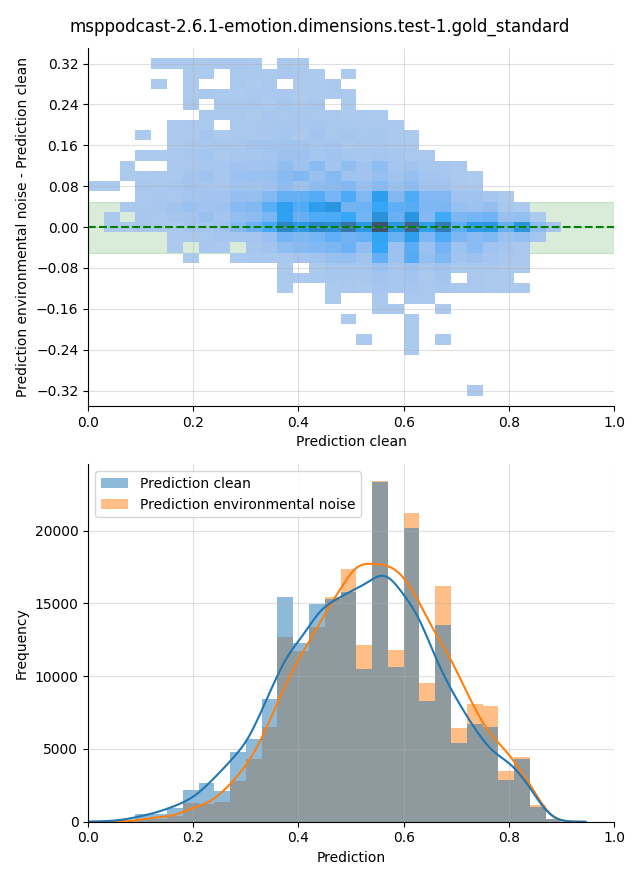 msppodcast-2.6.1-emotion.dimensions.test-1.gold_standard
Prediction environmental noise - Prediction clean
0.32
0.24
0.16
0.08
0.00
−0.08
−0.16
−0.24
−0.32
0.0 0.2 0.4 0.6 0.8 1.0
Prediction clean
Prediction clean
Prediction environmental noise
Frequency
20000
15000
10000
5000
0
0.0 0.2 0.4 0.6 0.8 1.0
Prediction